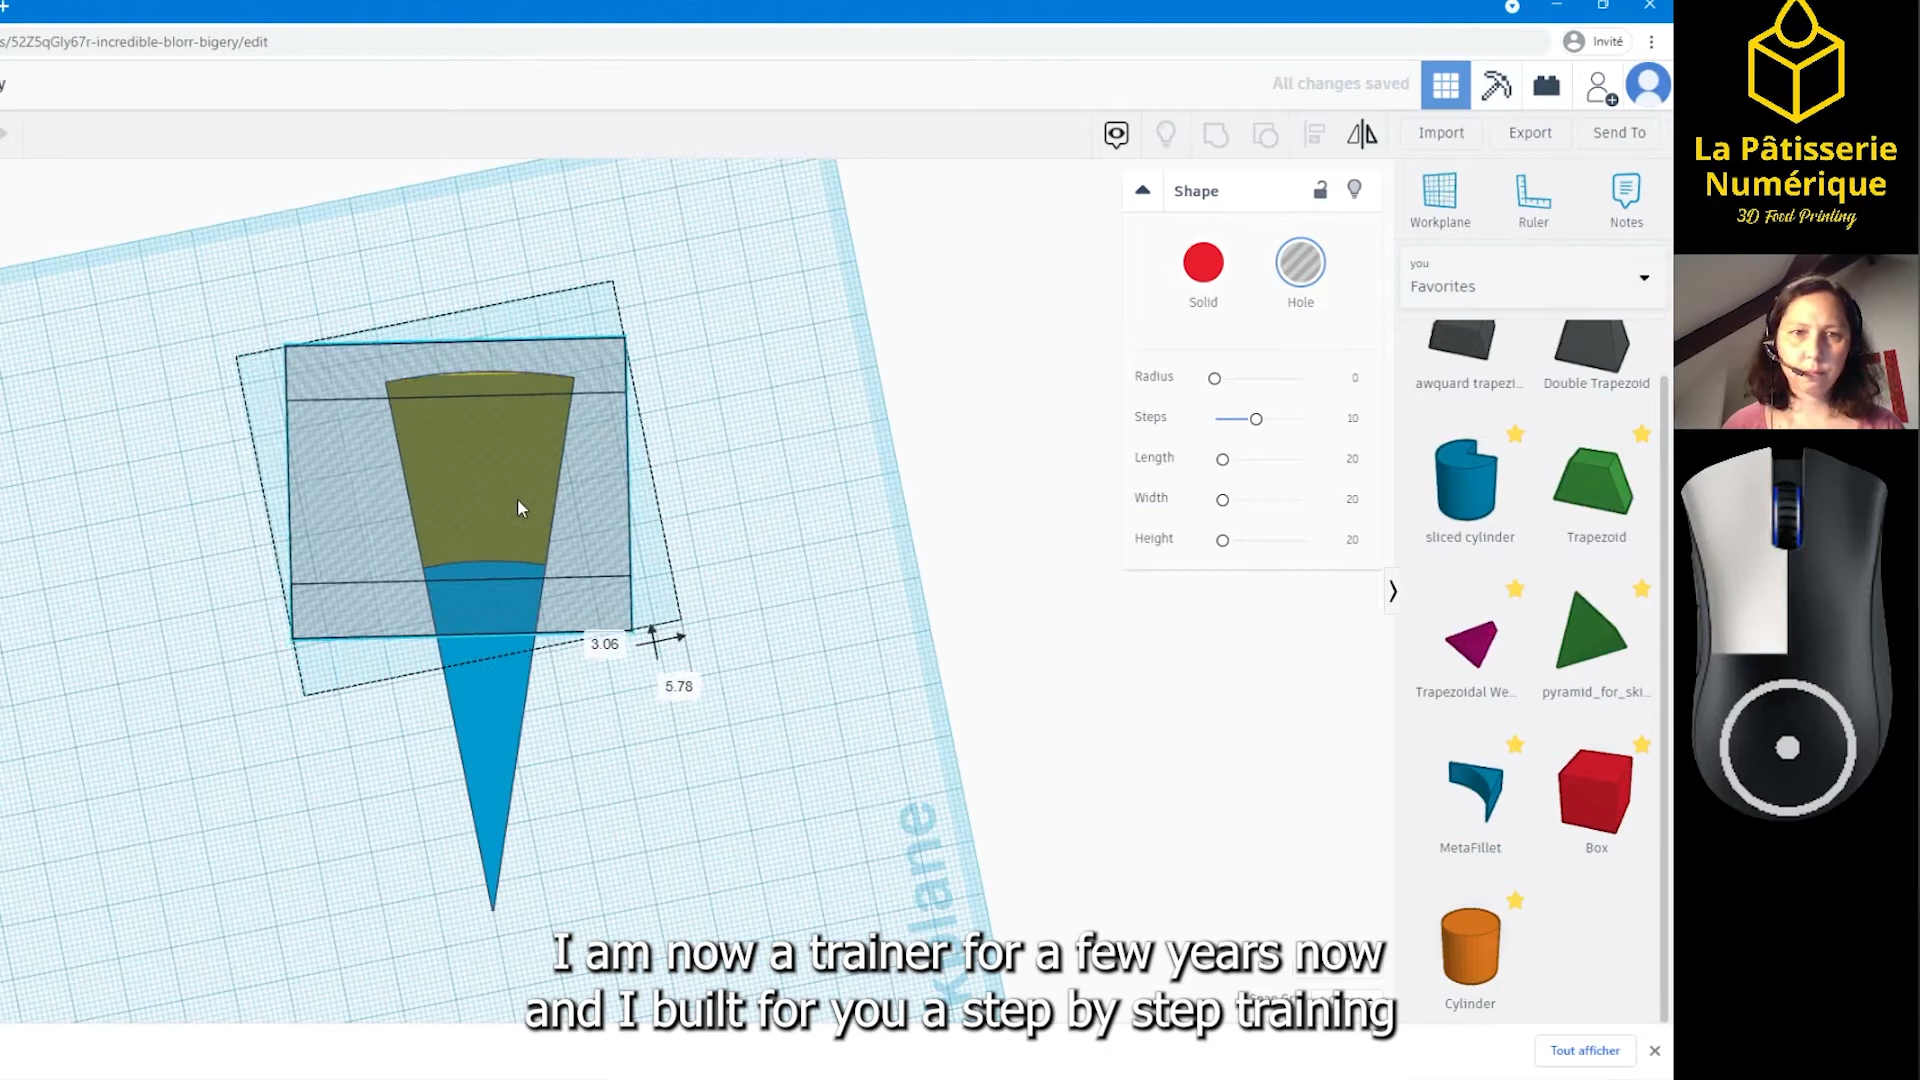 s/52Z5qGly67r-incredible-blorr-bigery/edit
Invité
y
All changes saved
Import
Export
Send To
Shape
Solid
Hole
Radius
0
Steps
10
Length
20
Width
20
Height
20
Workplane
Ruler
Notes
you
Favorites
awquard trapezi...
Double Trapezoid
sliced cylinder
Trapezoid
Trapezoidal We...
pyramid_for_ski...
MetaFillet
Box
Cylinder
3.06
5.78
I am now a trainer for a few years now
and I built for you a step by step training
Tout afficher
La Pâtisserie
Numérique
3D Food Printing